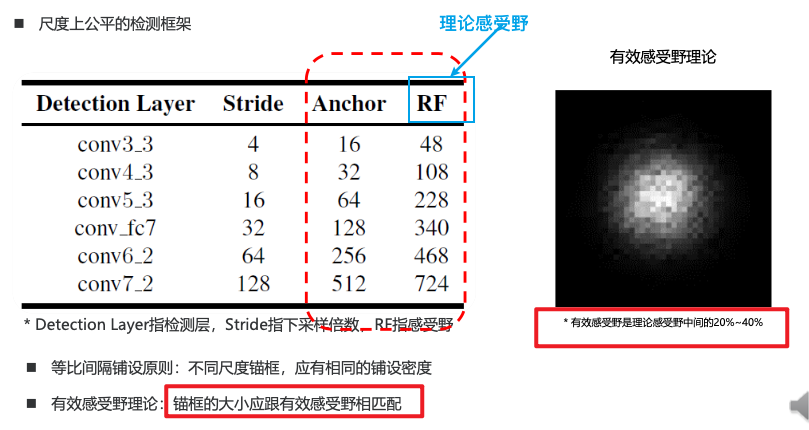 尺度上公平的检测框架
理论感受野
有效感受野理论
Detection Layer Stride Anchor RF
conv3_3 4 16 48
conv4_3 8 32 108
conv5_3 16 64 228
conv_fc7 32 128 340
conv6_2 64 256 468
conv7_2 128 512 724
* Detection Layer指检测层，Stride指下采样倍数，RF指感受野
* 有效感受野是理论感受野中间的20%~40%
等比间隔铺设原则：不同尺度锚框，应有相同的铺设密度
有效感受野理论：锚框的大小应跟有效感受野相匹配